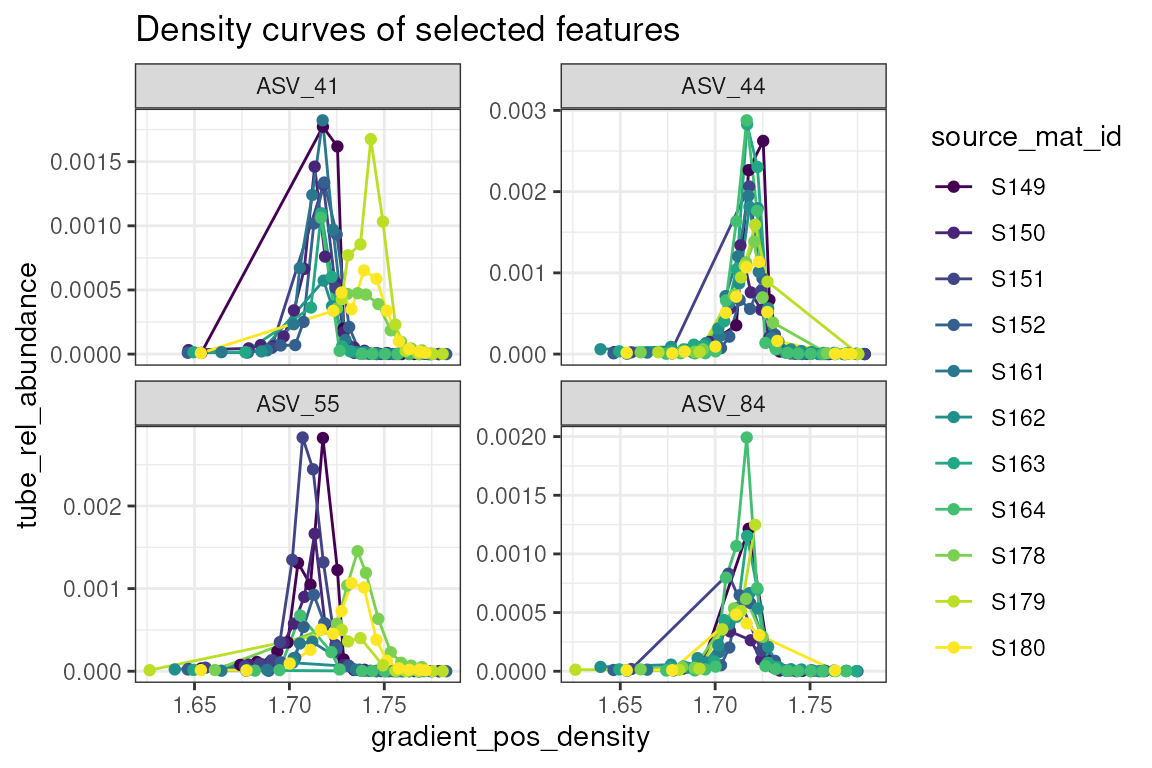 Density curves of selected features
ASV_41
ASV_44
0.0000
0.0005
0.0010
0.0015
0.000
0.001
0.002
0.003
ASV_55
ASV_84
0.000
0.001
0.002
0.0000
0.0005
0.0010
0.0015
0.0020
1.65 1.70 1.75
1.65 1.70 1.75
gradient_pos_density
tube_rel_abundance
source_mat_id
S149
S150
S151
S152
S161
S162
S163
S164
S178
S179
S180